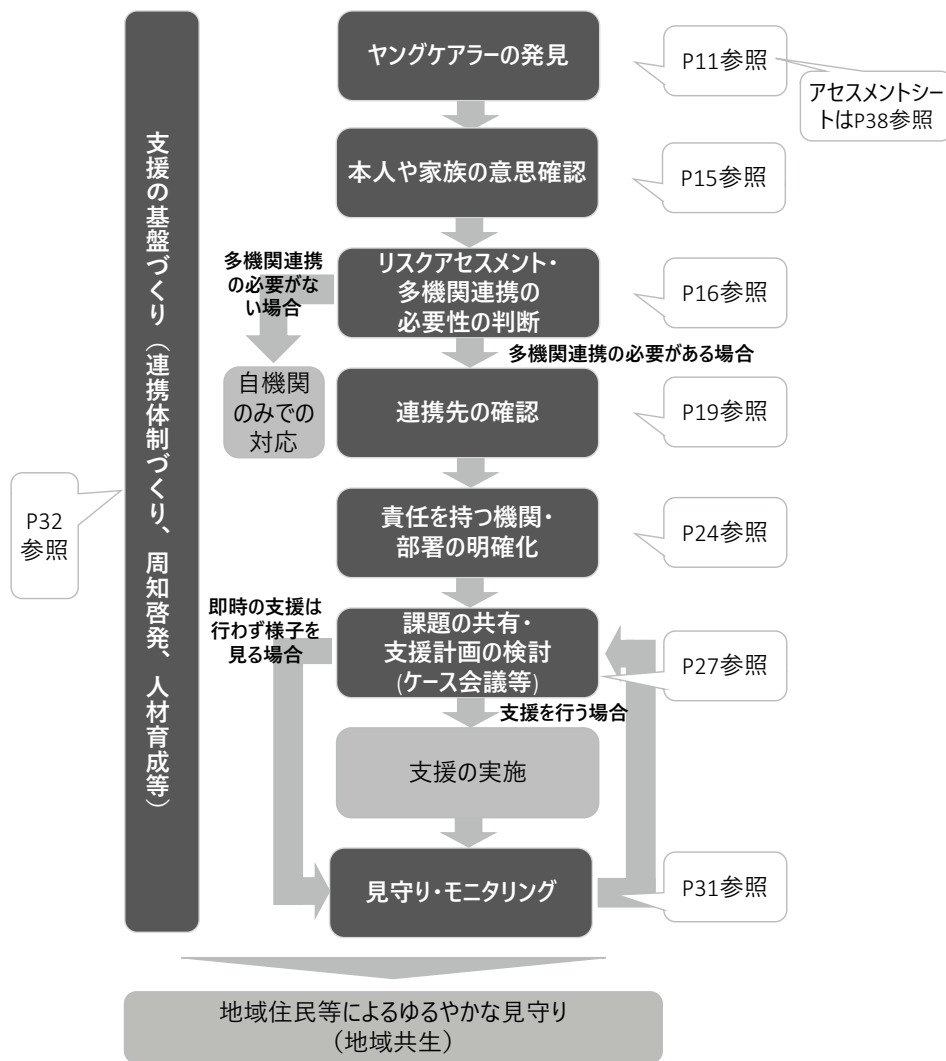 ヤングケアラーの発見
P11参照
アセスメントシー
トはP38参照
本人や家族の意思確認
P15参照
多機関連携
の必要がな
い場合
リスクアセスメント・
多機関連携の
必要性の判断
P16参照
多機関連携の必要がある場合
自機関
のみでの
対応
連携先の確認
P19参照
支援の基盤づくり（連携体制づくり、周知啓発、人材育成等）
P32
参照
責任を持つ機関・
部署の明確化
P24参照
即時の支援は
行わず様子を
見る場合
課題の共有・
支援計画の検討
(ケース会議等)
P27参照
支援を行う場合
支援の実施
見守り・モニタリング
P31参照
地域住民等によるゆるやかな見守り
（地域共生）